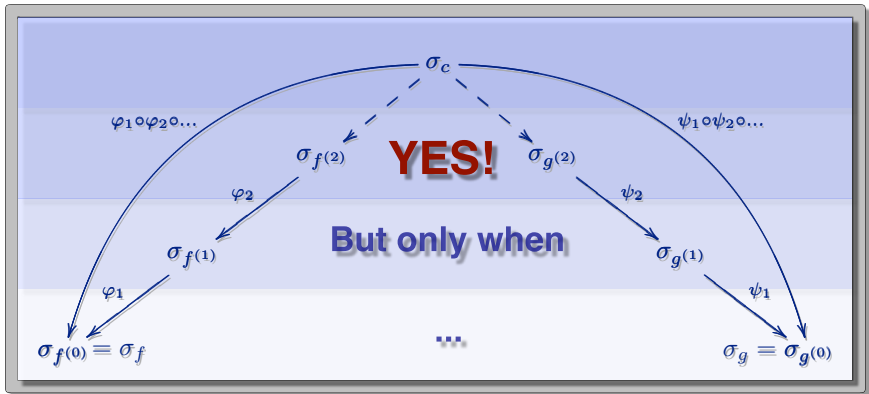 σ_c
φ₁∘φ₂∘... ψ₁∘ψ₂∘...
σ_{f^{(2)}} YES! σ_{g^{(2)}}
φ₂ ψ₂
But only when
σ_{f^{(1)}} σ_{g^{(1)}}
φ₁ ψ₁
...
σ_{f^{(0)}} = σ_f σ_g = σ_{g^{(0)}}